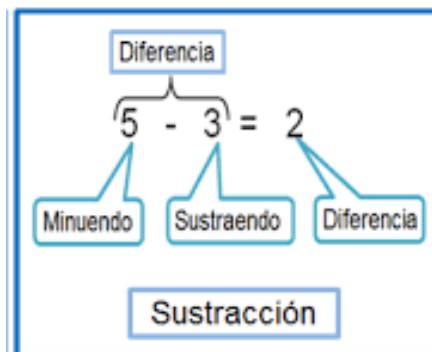 Diferencia
5 - 3 = 2
Minuendo Sustraendo Diferencia
Sustracción